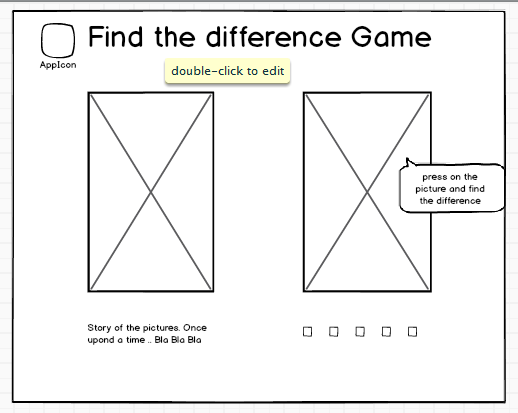 Find the difference Game
AppIcon
double-click to edit
press on the
picture and find
the difference
Story of the pictures. Once
upond a time .. Bla Bla Bla